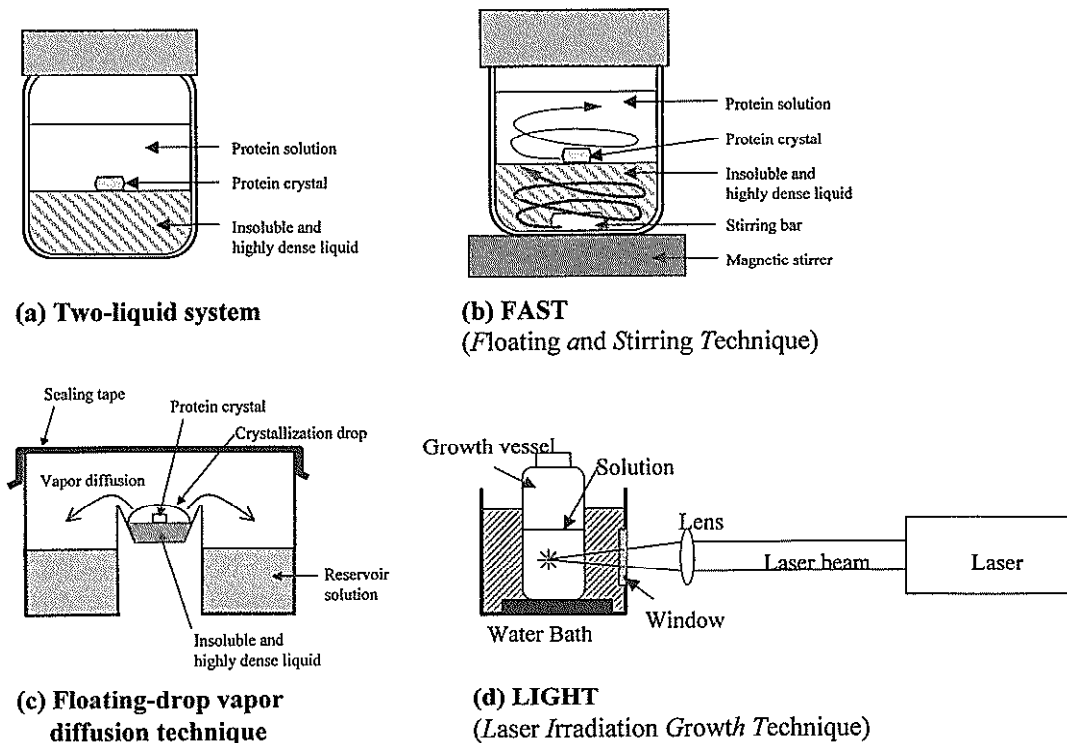 Protein solution
Protein crystal
Insoluble and
highly dense liquid
(a) Two-liquid system
Protein solution
Protein crystal
Insoluble and
highly dense liquid
Stirring bar
Magnetic stirrer
(b) FAST
(Floating and Stirring Technique)
Sealing tape
Protein crystal
Crystallization drop
Vapor diffusion
Reservoir
solution
Insoluble and
highly dense liquid
(c) Floating-drop vapor
diffusion technique
Growth vessel
Solution
Lens
Laser beam
Laser
Window
Water Bath
(d) LIGHT
(Laser Irradiation Growth Technique)